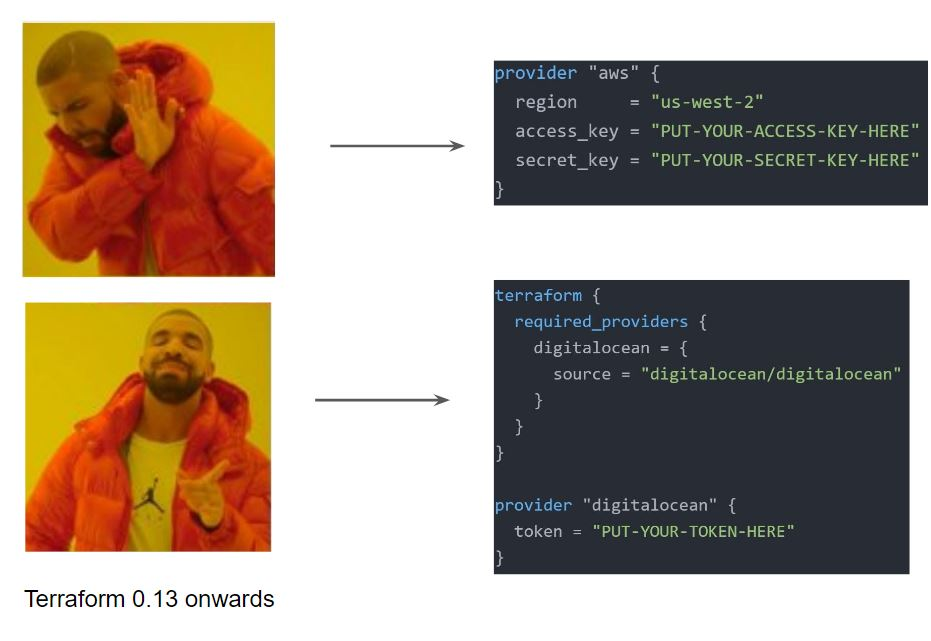 provider "aws" {
  region     = "us-west-2"
  access_key = "PUT-YOUR-ACCESS-KEY-HERE"
  secret_key = "PUT-YOUR-SECRET-KEY-HERE"
}
terraform {
  required_providers {
    digitalocean = {
      source = "digitalocean/digitalocean"
    }
  }
}
provider "digitalocean" {
  token = "PUT-YOUR-TOKEN-HERE"
}
Terraform 0.13 onwards